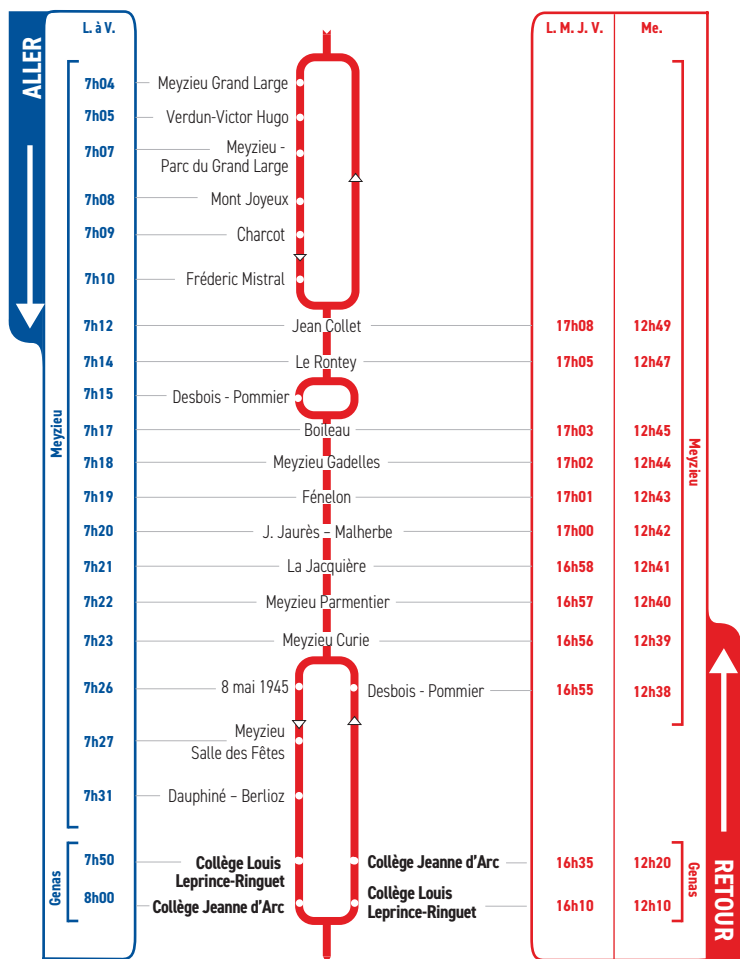 ALLER
L. à V.
L. M. J. V. Me.
7h04 Meyzieu Grand Large
7h05 Verdun-Victor Hugo
7h07 Meyzieu -
Parc du Grand Large
7h08 Mont Joyeux
7h09 Charcot
7h10 Fréderic Mistral
7h12 Jean Collet 17h08 12h49
7h14 Le Rontey 17h05 12h47
7h15 Desbois - Pommier
7h17 Boileau 17h03 12h45
Meyzieu
Meyzieu
7h18 Meyzieu Gadelles 17h02 12h44
7h19 Fénelon 17h01 12h43
7h20 J. Jaurès – Malherbe 17h00 12h42
7h21 La Jacquière 16h58 12h41
7h22 Meyzieu Parmentier 16h57 12h40
7h23 Meyzieu Curie 16h56 12h39
7h26 8 mai 1945 Desbois - Pommier 16h55 12h38
7h27 Meyzieu
Salle des Fêtes
7h31 Dauphiné – Berlioz
7h50 Collège Louis
Leprince-Ringuet
Collège Jeanne d'Arc 16h35 12h20
Genas
Genas
8h00 Collège Jeanne d'Arc
Collège Louis
Leprince-Ringuet 16h10 12h10
RETOUR